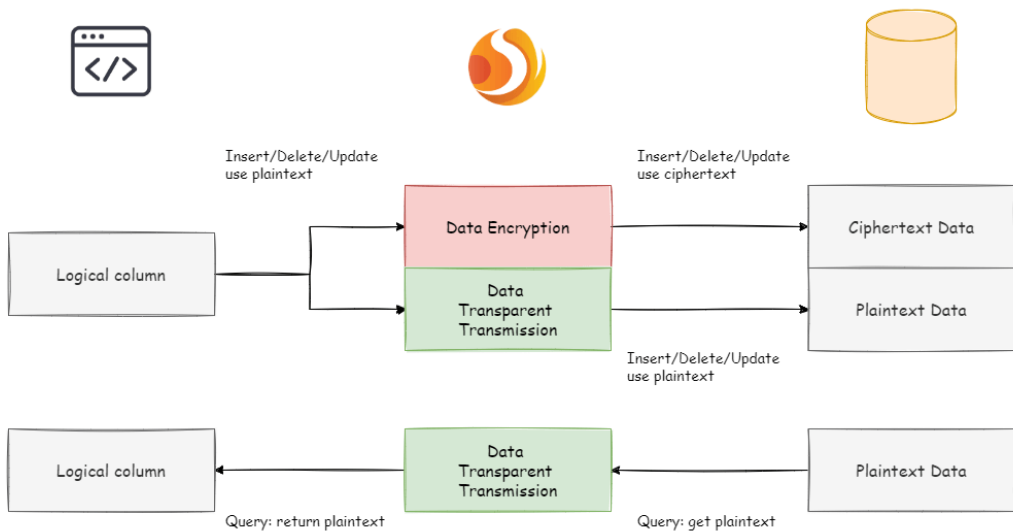 </>
Insert/Delete/Update
use plaintext
Insert/Delete/Update
use ciphertext
Logical column
Data Encryption
Ciphertext Data
Data
Transparent
Transmission
Plaintext Data
Insert/Delete/Update
use plaintext
Logical column
Data
Transparent
Transmission
Plaintext Data
Query: return plaintext
Query: get plaintext